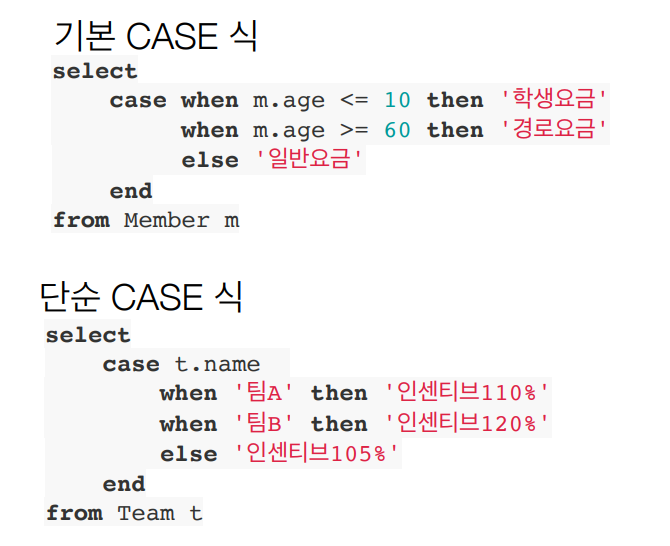 기본 CASE 식
select
    case when m.age <= 10 then '학생요금'
         when m.age >= 60 then '경로요금'
         else '일반요금'
    end
from Member m
단순 CASE 식
select
    case t.name
        when '팀A' then '인센티브110%'
        when '팀B' then '인센티브120%'
        else '인센티브105%'
    end
from Team t